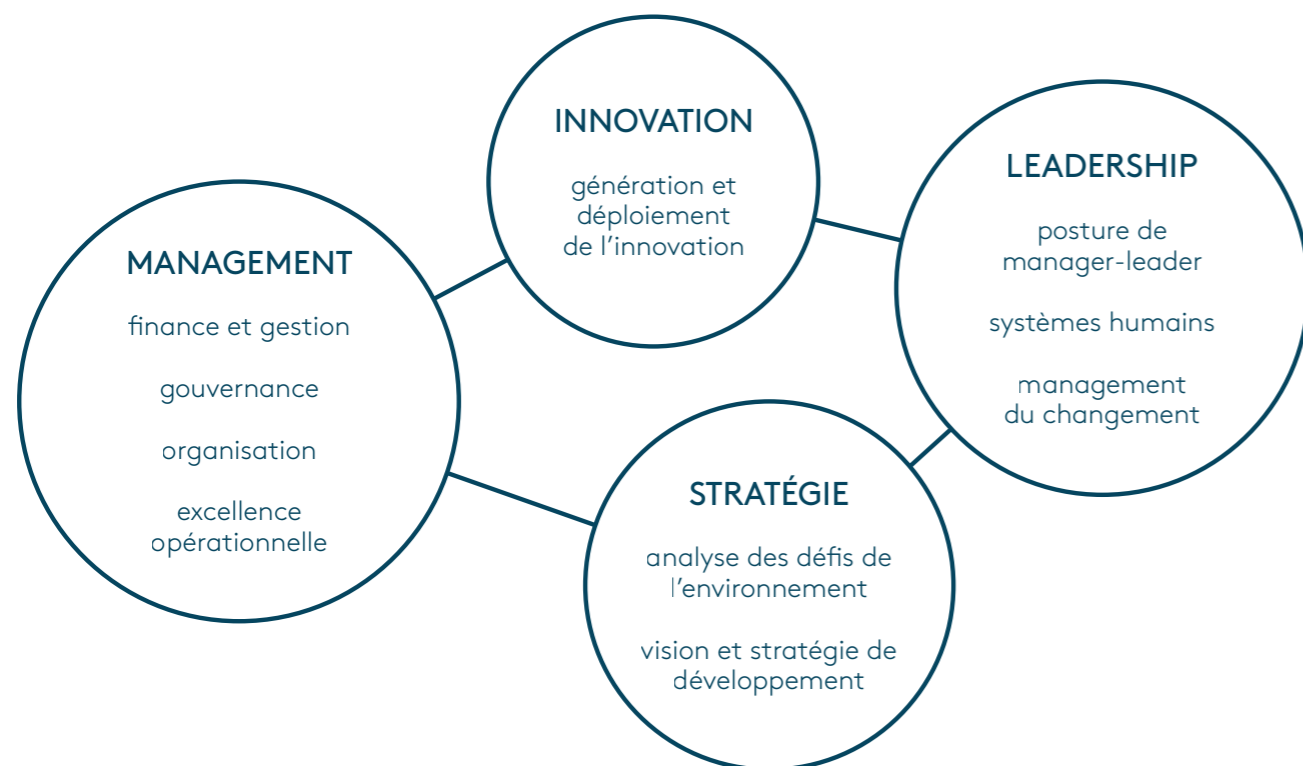 INNOVATION
génération et
déploiement
de l'innovation
LEADERSHIP
posture de
manager-leader
systèmes humains
management
du changement
MANAGEMENT
finance et gestion
gouvernance
organisation
excellence
opérationnelle
STRATÉGIE
analyse des défis de
l'environnement
vision et stratégie de
développement